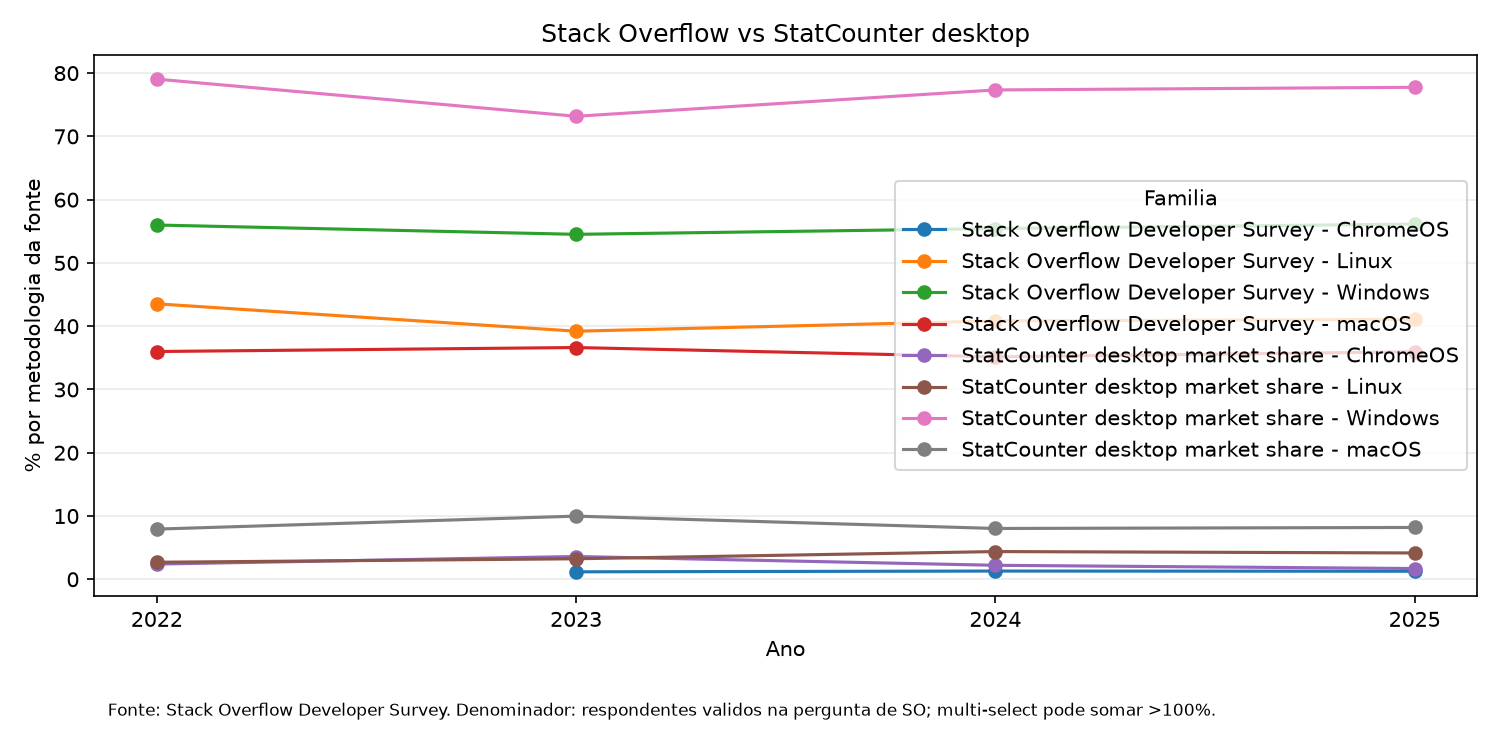 Stack Overflow vs StatCounter desktop
% por metodologia da fonte
80
70
60
50
40
30
20
10
0
Familia
Stack Overflow Developer Survey - ChromeOS
Stack Overflow Developer Survey - Linux
Stack Overflow Developer Survey - Windows
Stack Overflow Developer Survey - macOS
StatCounter desktop market share - ChromeOS
StatCounter desktop market share - Linux
StatCounter desktop market share - Windows
StatCounter desktop market share - macOS
2022 2023 2024 2025
Ano
Fonte: Stack Overflow Developer Survey. Denominador: respondentes validos na pergunta de SO; multi-select pode somar >100%.